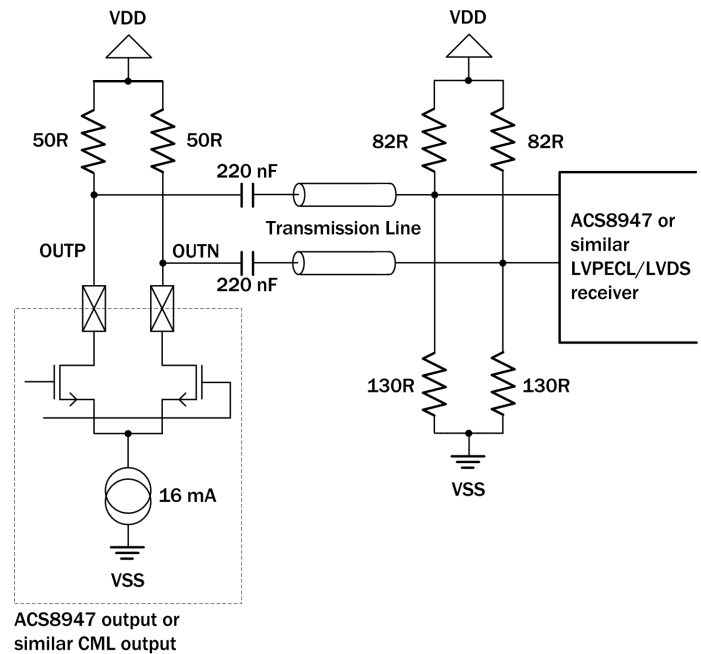 VDD
VDD
50R
50R
82R
82R
220 nF
Transmission Line
OUTP
OUTN
220 nF
ACS8947 or
similar
LVPECL/LVDS
receiver
130R
130R
16 mA
VSS
VSS
ACS8947 output or
similar CML output